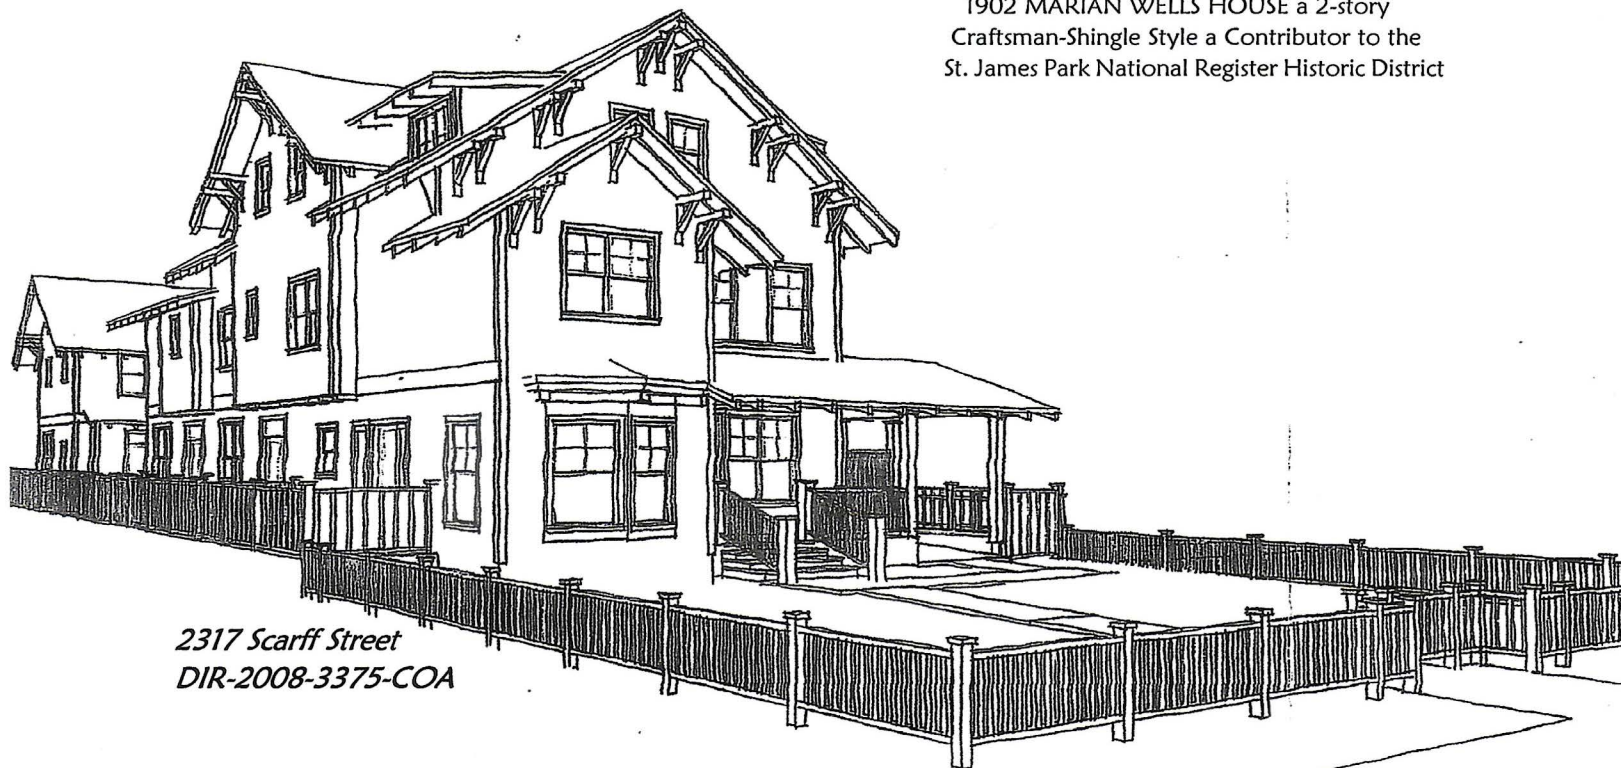 1902 MARIAN WELLS HOUSE a 2-story
Craftsman-Shingle Style a Contributor to the
St. James Park National Register Historic District
2317 Scarff Street
DIR-2008-3375-COA